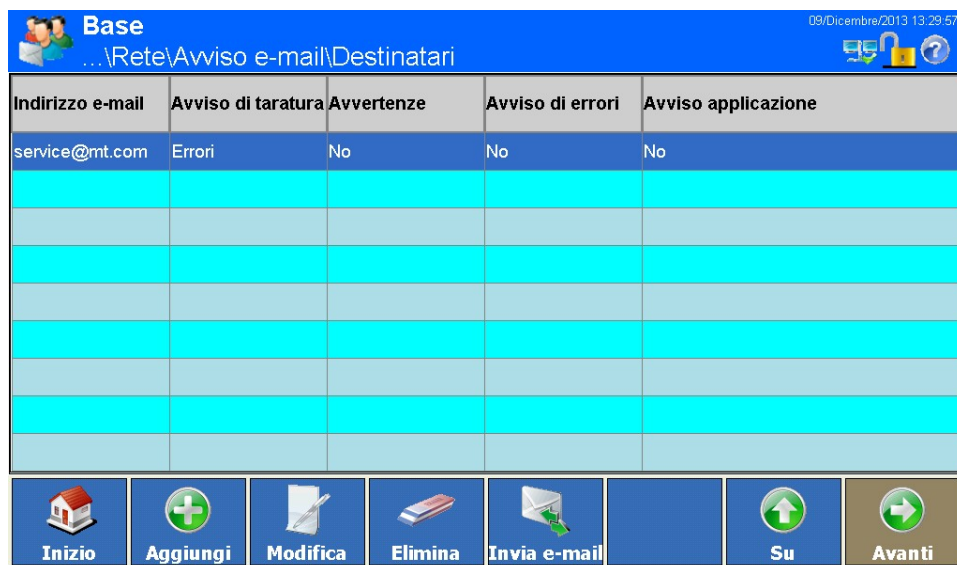 Base
09/Dicembre/2013 13:29:57
...\Rete\Avviso e-mail\Destinatari
Indirizzo e-mail Avviso di taratura Avvertenze Avviso di errori Avviso applicazione
service@mt.com Errori No No No
Inizio Aggiungi Modifica Elimina Invia e-mail Su Avanti